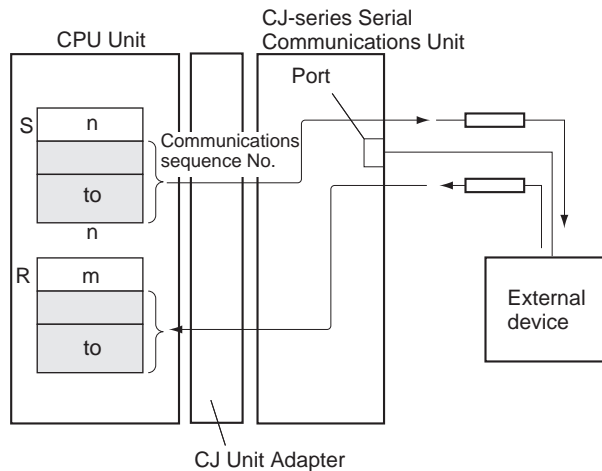 CPU Unit
CJ-series Serial
Communications Unit
Port
S
n
Communications
sequence No.
to
n
R
m
to
External
device
CJ Unit Adapter